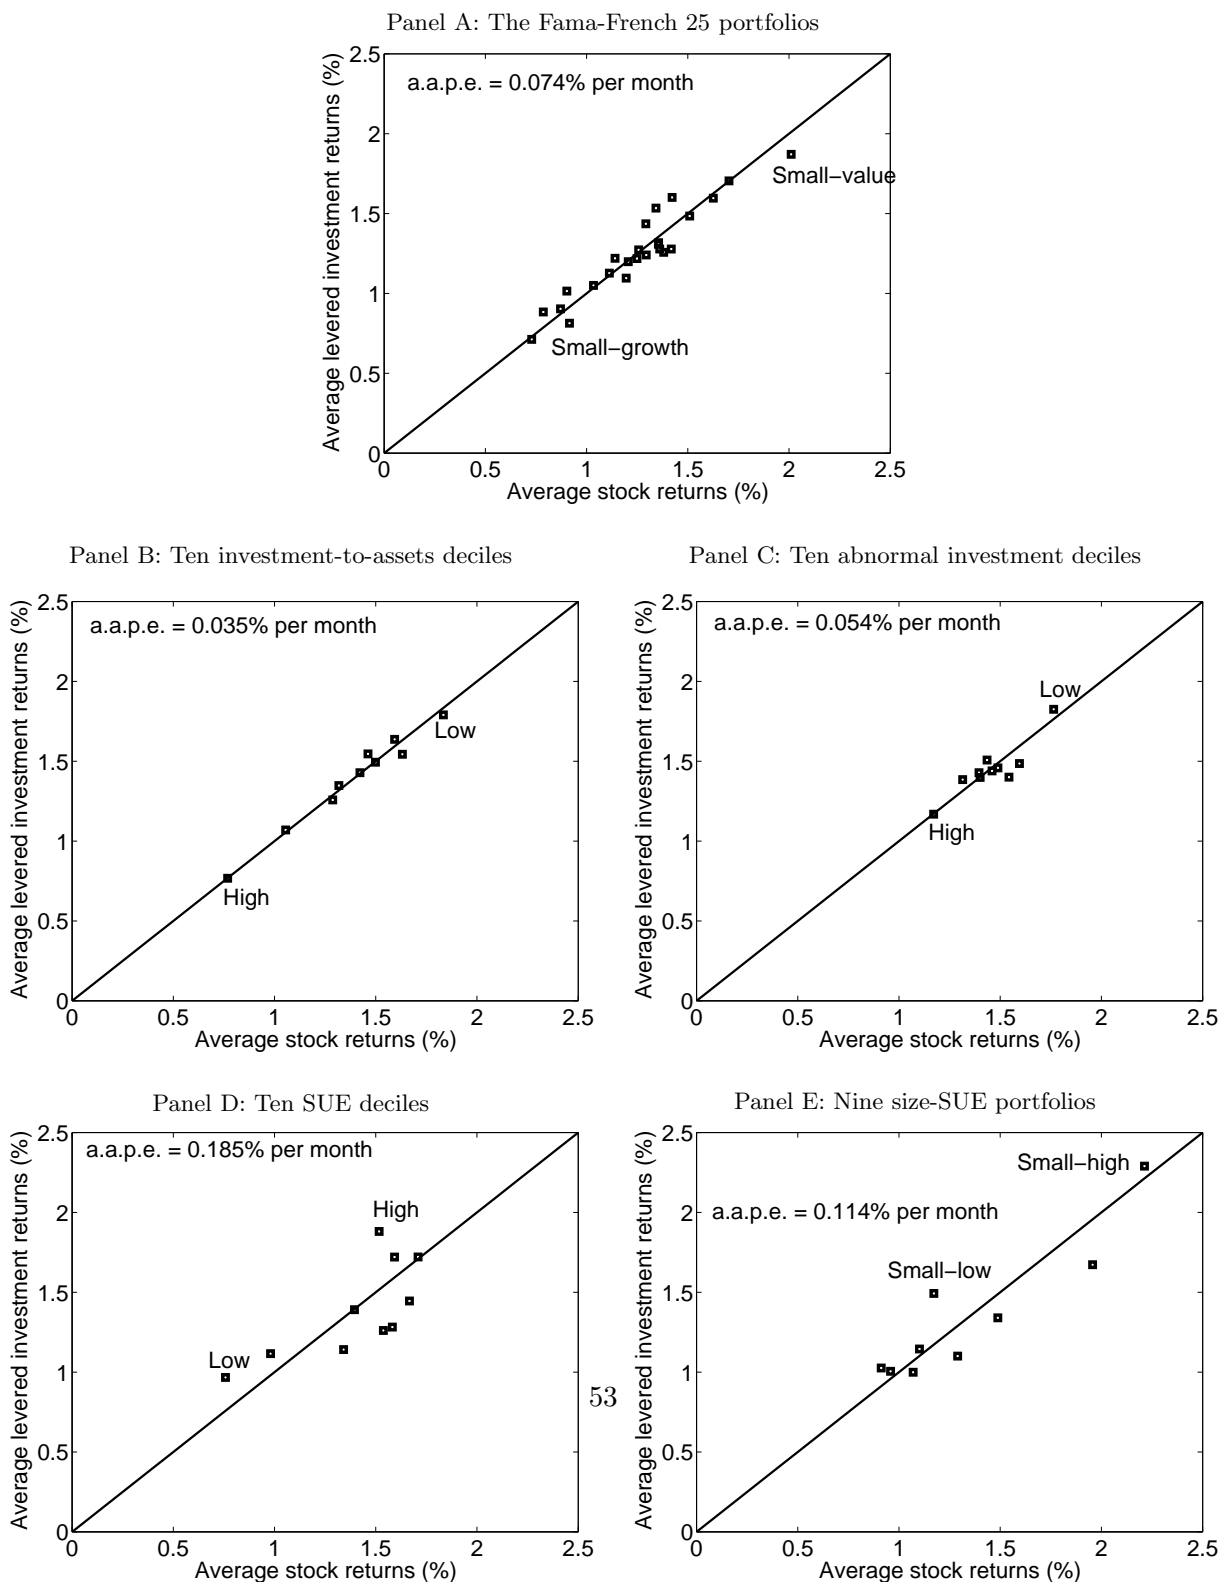 Panel A: The Fama-French 25 portfolios
2.5
a.a.p.e. = 0.074% per month
2
Small−value
1.5
1
Small−growth
0.5
0
Average levered investment returns (%)
0 0.5 1 1.5 2 2.5
Average stock returns (%)
Panel B: Ten investment-to-assets deciles
2.5
a.a.p.e. = 0.035% per month
2
Low
1.5
1
High
0.5
0
Average levered investment returns (%)
0 0.5 1 1.5 2 2.5
Average stock returns (%)
Panel C: Ten abnormal investment deciles
2.5
a.a.p.e. = 0.054% per month
2
Low
1.5
High
1
0.5
0
Average levered investment returns (%)
0 0.5 1 1.5 2 2.5
Average stock returns (%)
Panel D: Ten SUE deciles
2.5
a.a.p.e. = 0.185% per month
High
2
1.5
Low
1
0.5
0
Average levered investment returns (%)
0 0.5 1 1.5 2 2.5
Average stock returns (%)
Panel E: Nine size-SUE portfolios
2.5
Small−high
a.a.p.e. = 0.114% per month
2
Small−low
1.5
1
0.5
0
Average levered investment returns (%)
0 0.5 1 1.5 2 2.5
Average stock returns (%)
53